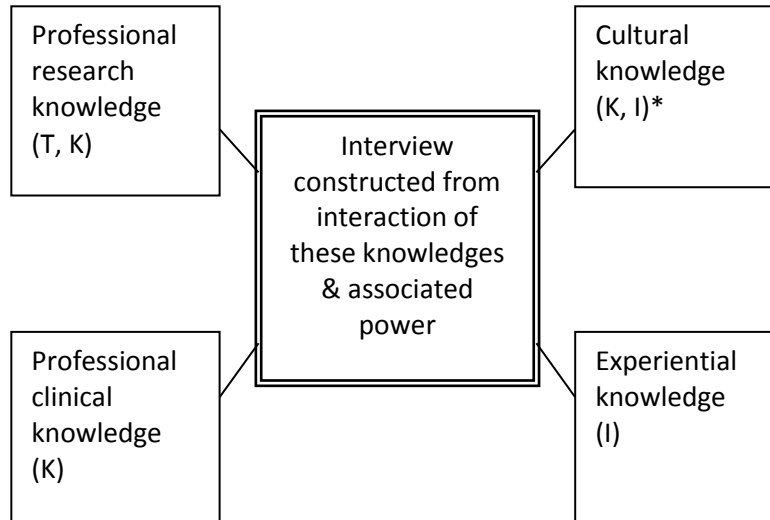 Professional
research
knowledge
(T, K)
Cultural
knowledge
(K, I)*
Interview
constructed from
interaction of
these knowledges
& associated
power
Professional
clinical
knowledge
(K)
Experiential
knowledge
(I)